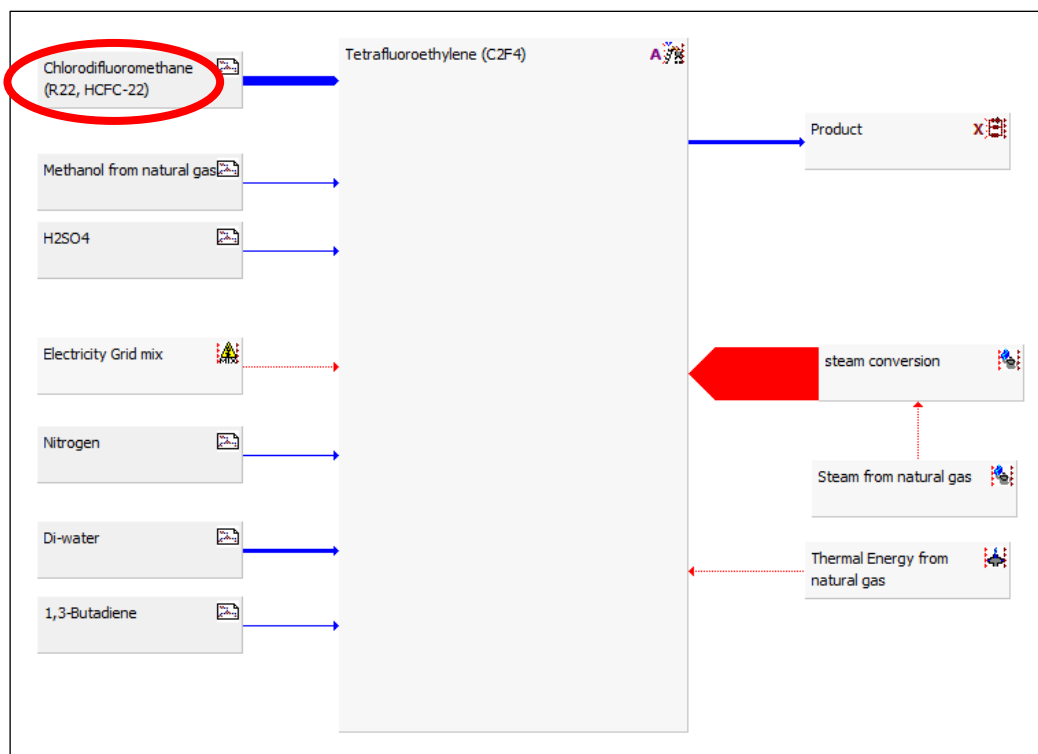 Chlorodifluoromethane
(R22, HCFC-22)
Tetrafluoroethylene (C2F4)
A
Product
X
Methanol from natural gas
H2SO4
Electricity Grid mix
steam conversion
Nitrogen
Steam from natural gas
Di-water
Thermal Energy from
natural gas
1,3-Butadiene